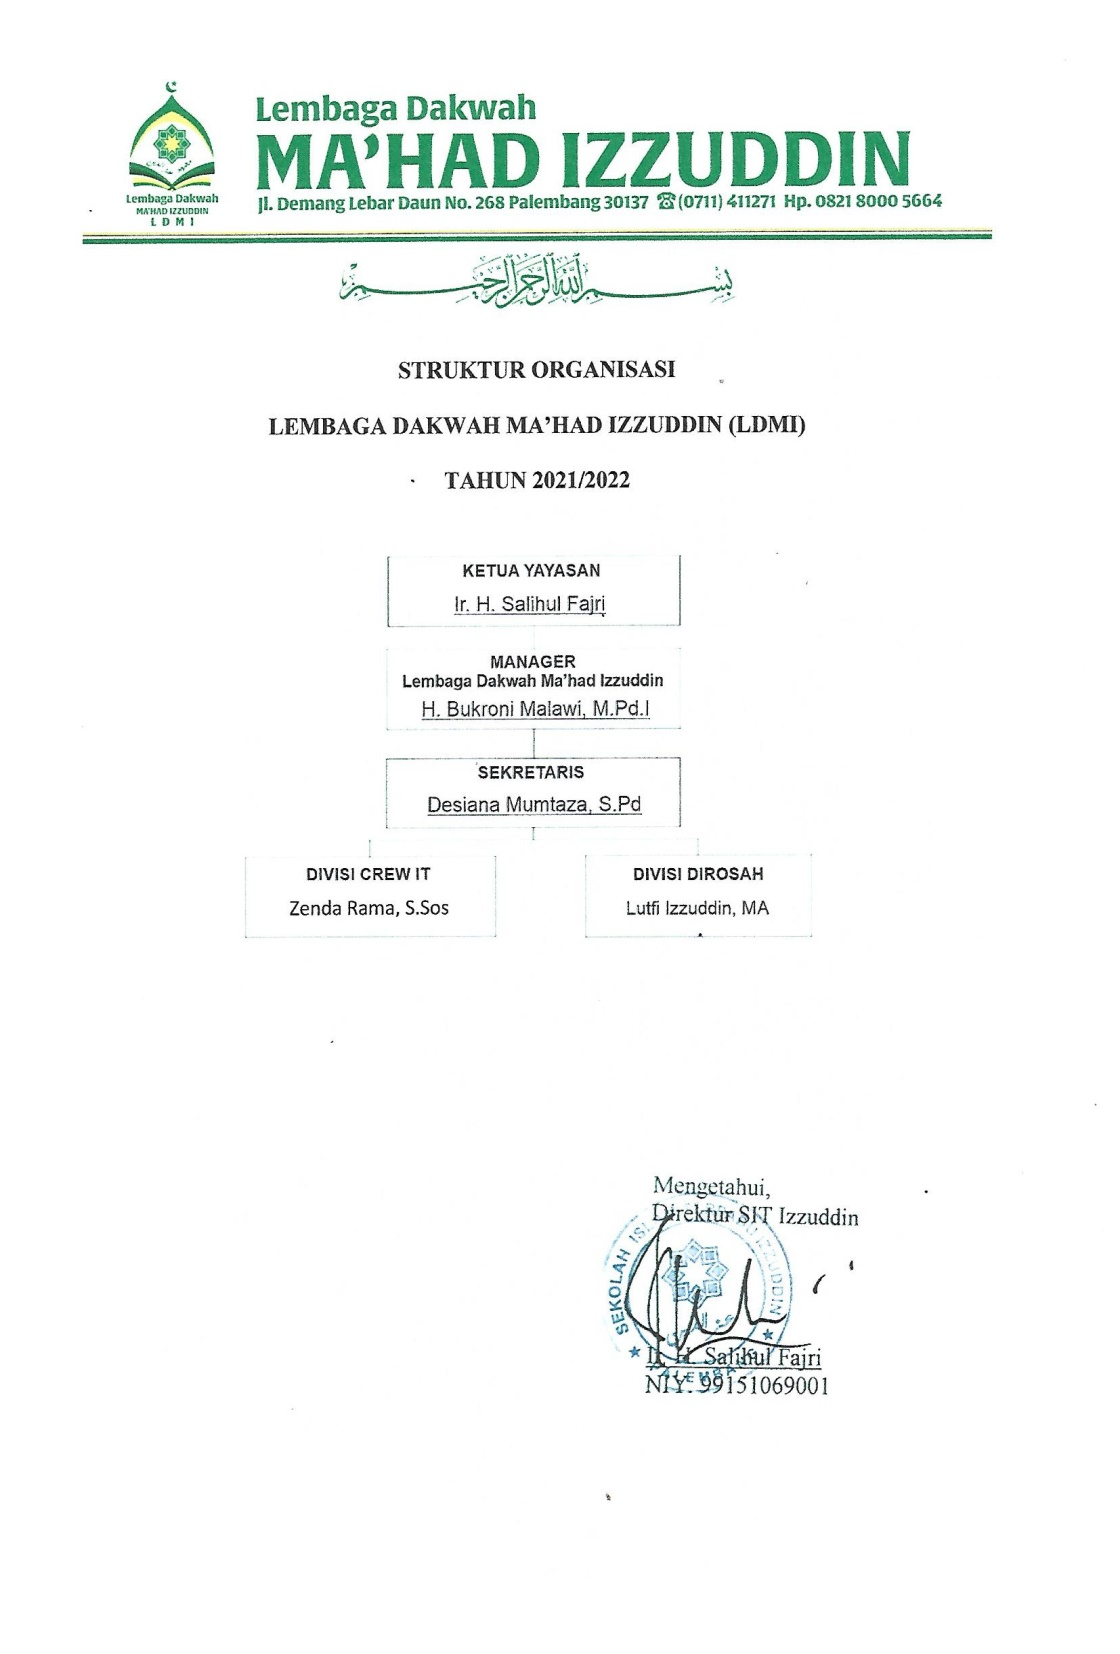 Lembaga Dakwah
MA'HAD IZZUDDIN
Jl. Demang Lebar Daun No. 268 Palembang 30137 ☎(0711) 411271 Hp. 0821 8000 5664
Lembaga Dakwah
MA'HAD IZZUDDIN
L D M I
بسم الله الرحمن الرحيم
STRUKTUR ORGANISASI
LEMBAGA DAKWAH MA'HAD IZZUDDIN (LDMI)
TAHUN 2021/2022
KETUA YAYASAN
Ir. H. Salihul Fajri
MANAGER
Lembaga Dakwah Ma'had Izzuddin
H. Bukroni Malawi, M.Pd.I
SEKRETARIS
Desiana Mumtaza, S.Pd
DIVISI CREW IT
Zenda Rama, S.Sos
DIVISI DIROSAH
Lutfi Izzuddin, MA
Mengetahui,
Direktur SIT Izzuddin
SEKOLAH IZZUDDIN
PALEMBANG
Ir. H. Salihul Fajri
NIY. 99151069001